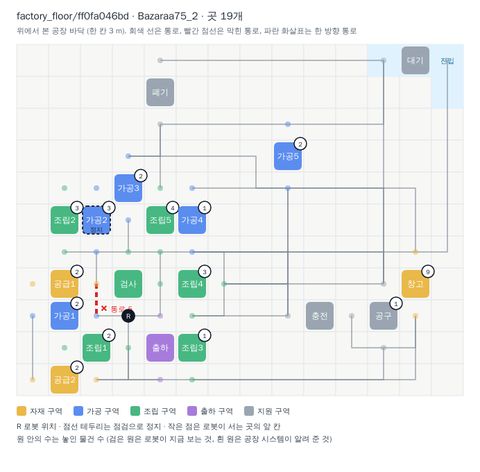 factory_floor/ff0fa046bd · Bazaraa75_2 · 곳 19개
위에서 본 공장 바닥 (한 칸 3 m). 회색 선은 통로, 빨간 점선은 막힌 통로, 파란 화살표는 한 방향 통로
대기
진입
폐기
가공5
2
가공3
2
조립2
3
가공2
3
정지
조립5
4
가공4
1
공급1
2
검사
조립4
3
창고
9
가공1
2
✖ 통로
R
충전
공구
1
조립1
2
출하
조립3
1
공급2
2
자재 구역
가공 구역
조립 구역
출하 구역
지원 구역
R 로봇 위치 · 점선 테두리는 점검으로 정지 · 작은 점은 로봇이 서는 곳의 앞 칸
원 안의 수는 놓인 물건 수 (검은 원은 로봇이 지금 보는 것, 흰 원은 공장 시스템이 알려 준 것)